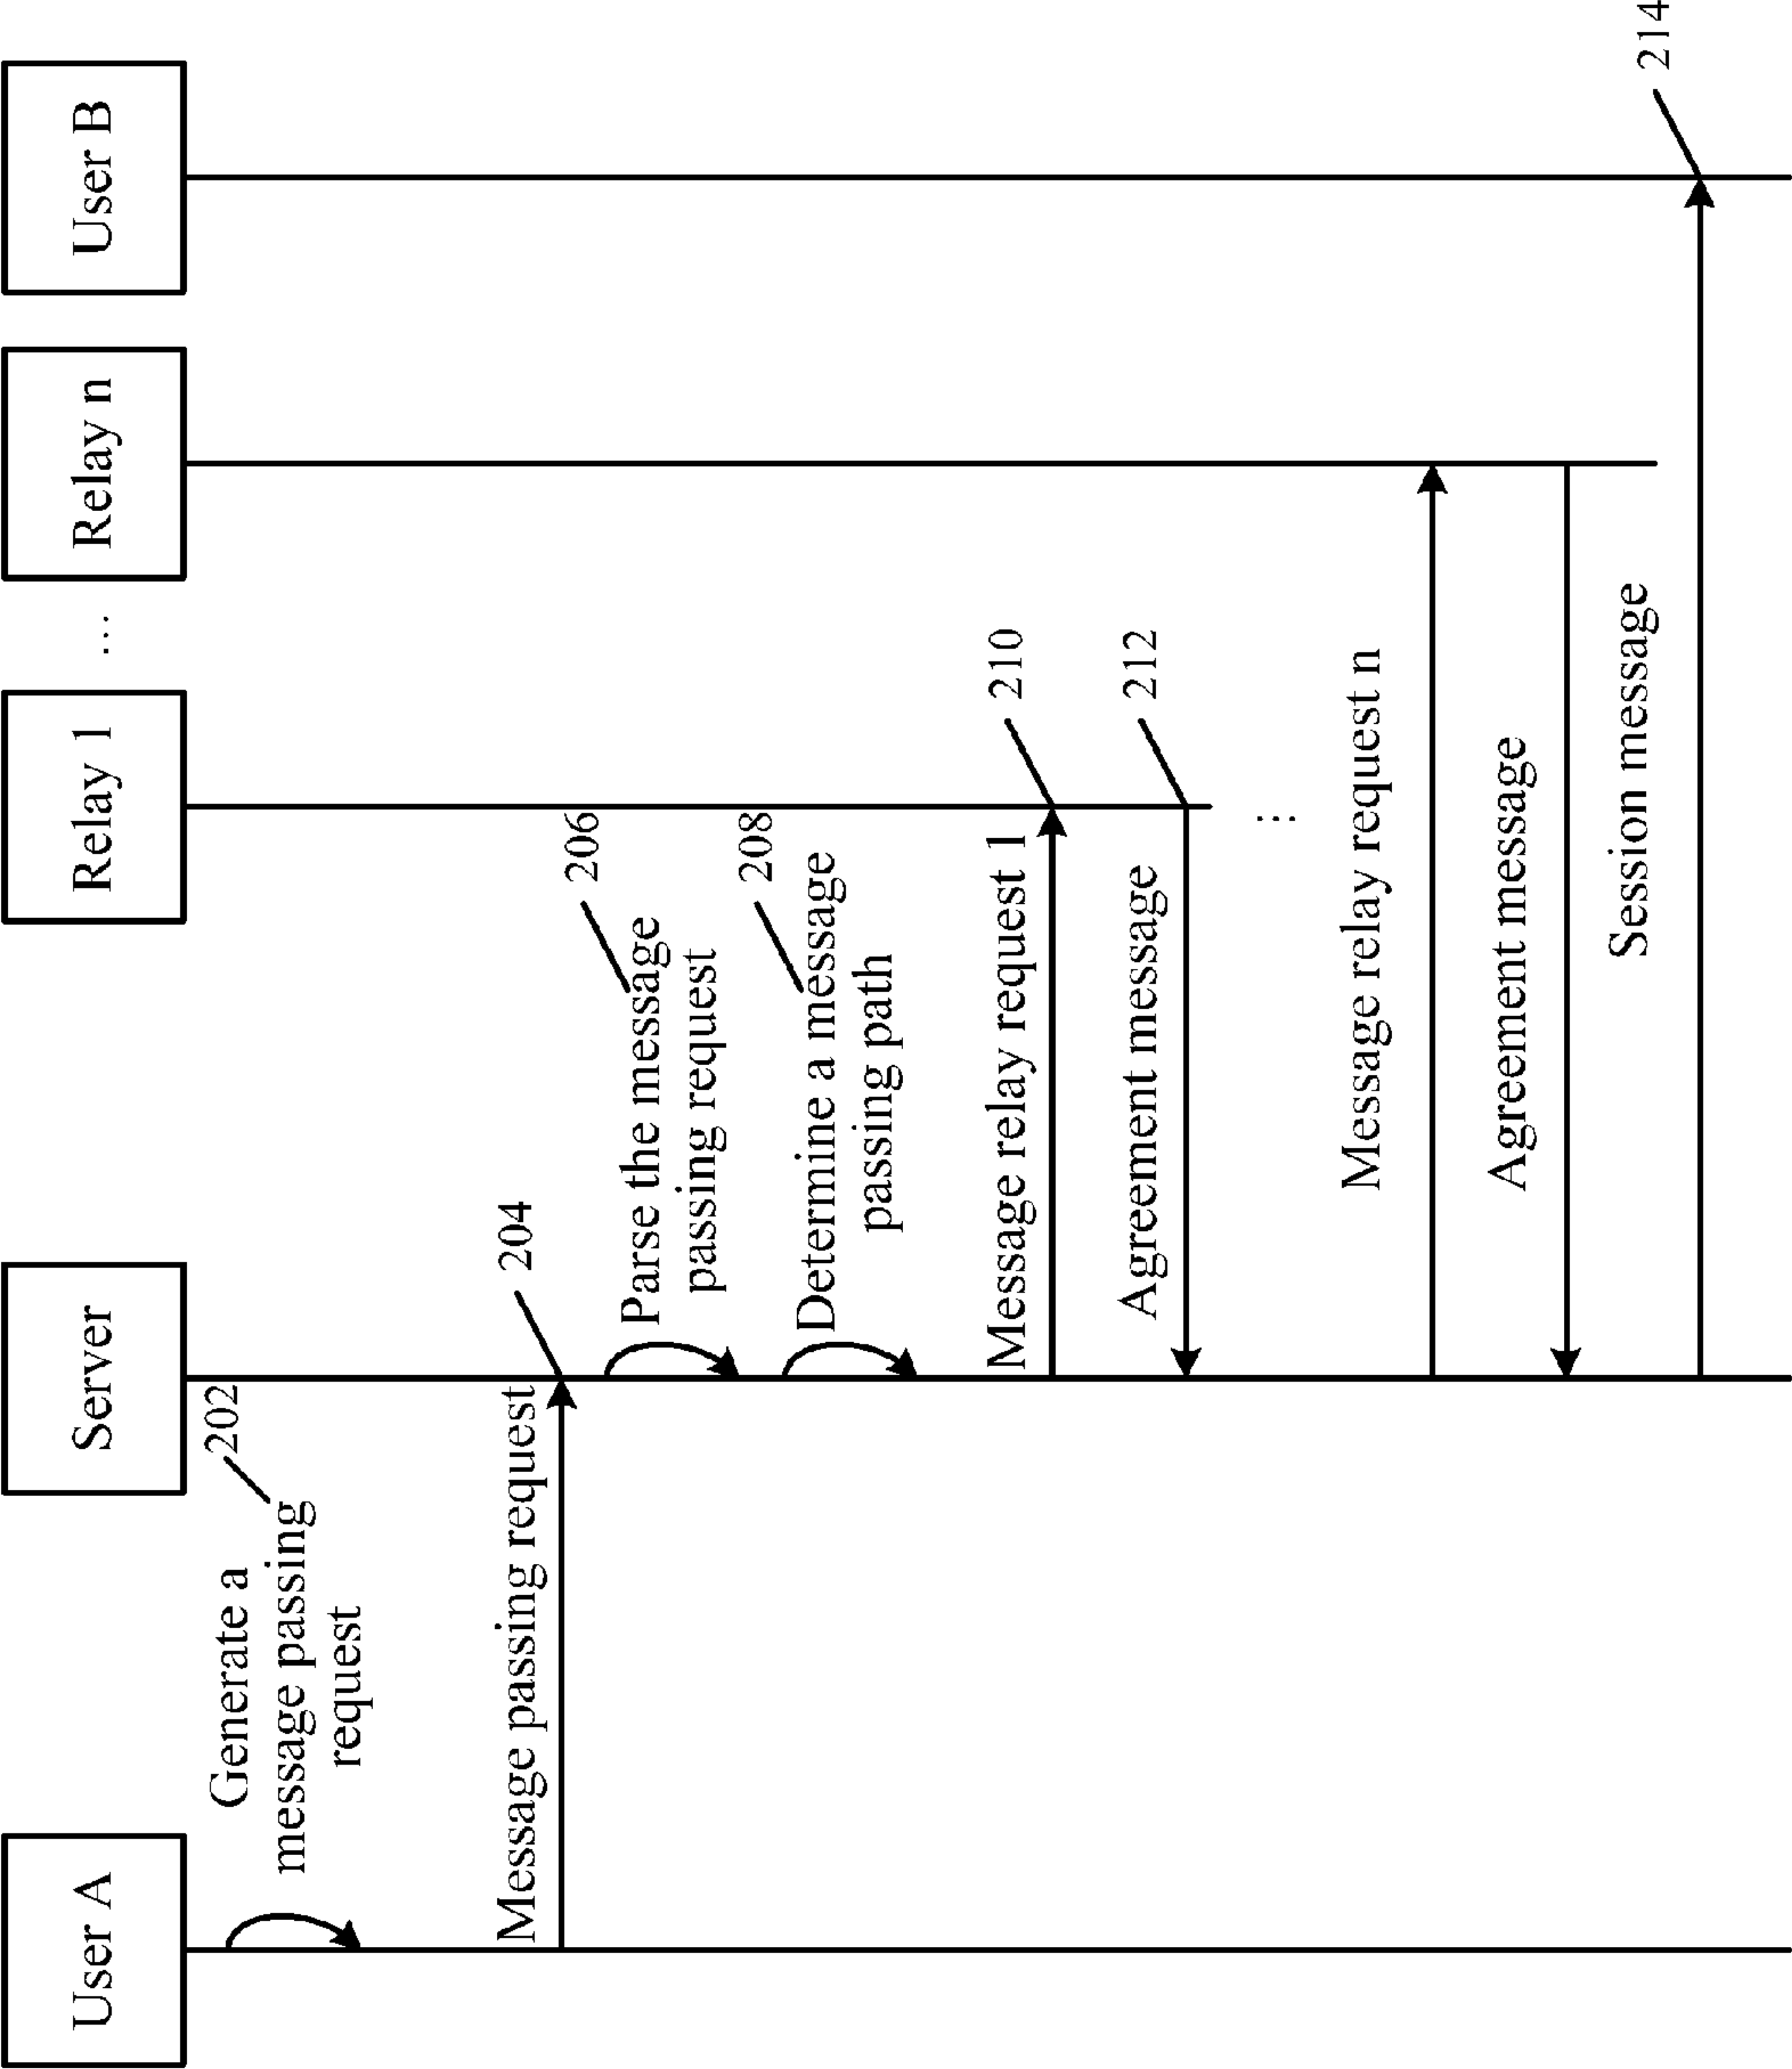 User A
Server
Relay 1
...
Relay n
User B
202
Generate a
message passing
request
Message passing request
204
206
Parse the message
passing request
208
Determine a message
passing path
Message relay request 1
210
Agreement message
212
...
Message relay request n
Agreement message
Session message
214